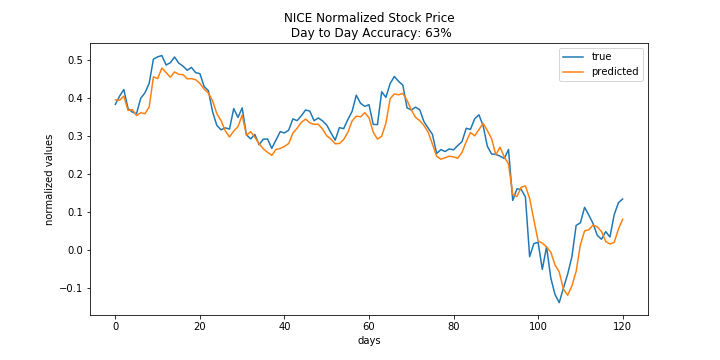 NICE Normalized Stock Price
Day to Day Accuracy: 63%
true
predicted
normalized values
0.5
0.4
0.3
0.2
0.1
0.0
−0.1
0
20
40
60
80
100
120
days